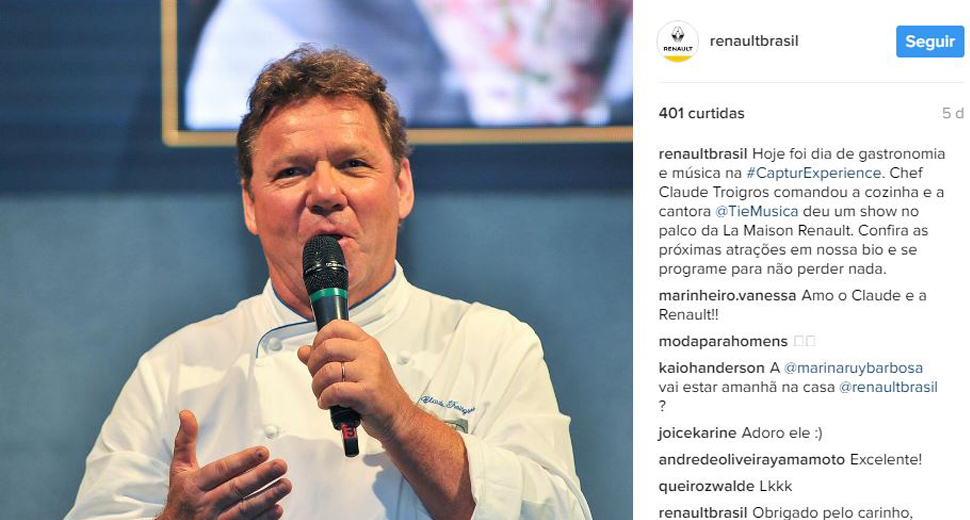 RENAULT
renaultbrasil
Seguir
401 curtidas
5 d
renaultbrasil Hoje foi dia de gastronomia
e música na #CapturExperience. Chef
Claude Troigros comandou a cozinha e a
cantora @TieMusica deu um show no
palco da La Maison Renault. Confira as
próximas atrações em nossa bio e se
programe para não perder nada.
marinheiro.vanessa Amo o Claude e a
Renault!!
modaparahomens
kaiohanderson A @marinaruybarbosa
vai estar amanhã na casa @renaultbrasil
?
joicekarine Adoro ele :)
andredeoliveirayamamoto Excelente!
queirozwalde Lkkk
renaultbrasil Obrigado pelo carinho,